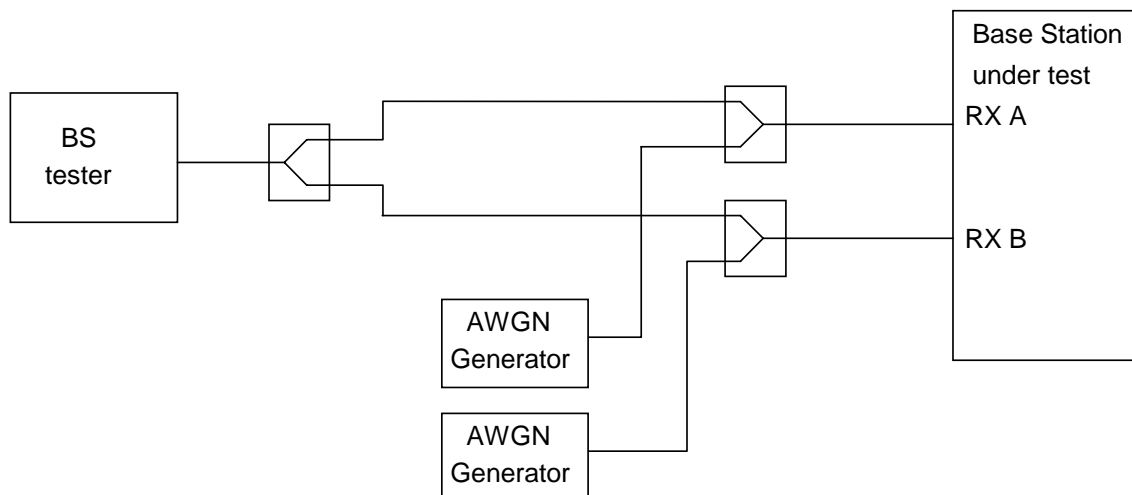 BS
tester
Base Station
under test
RX A
RX B
AWGN
Generator
AWGN
Generator